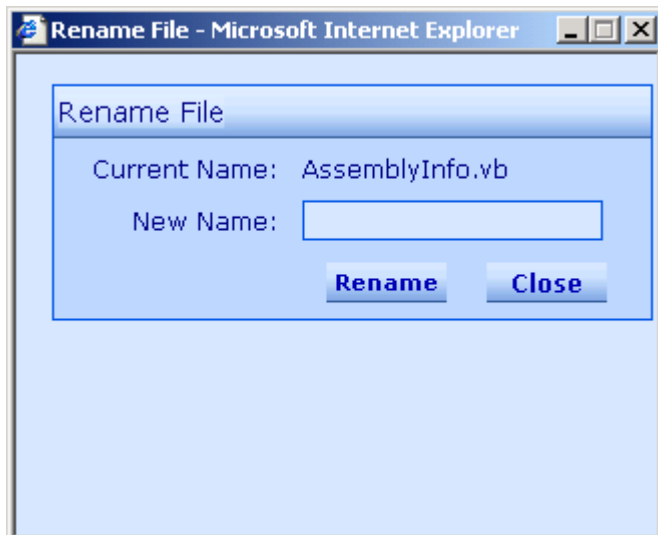 Rename File - Microsoft Internet Explorer
Rename File
Current Name: AssemblyInfo.vb
New Name:
Rename Close